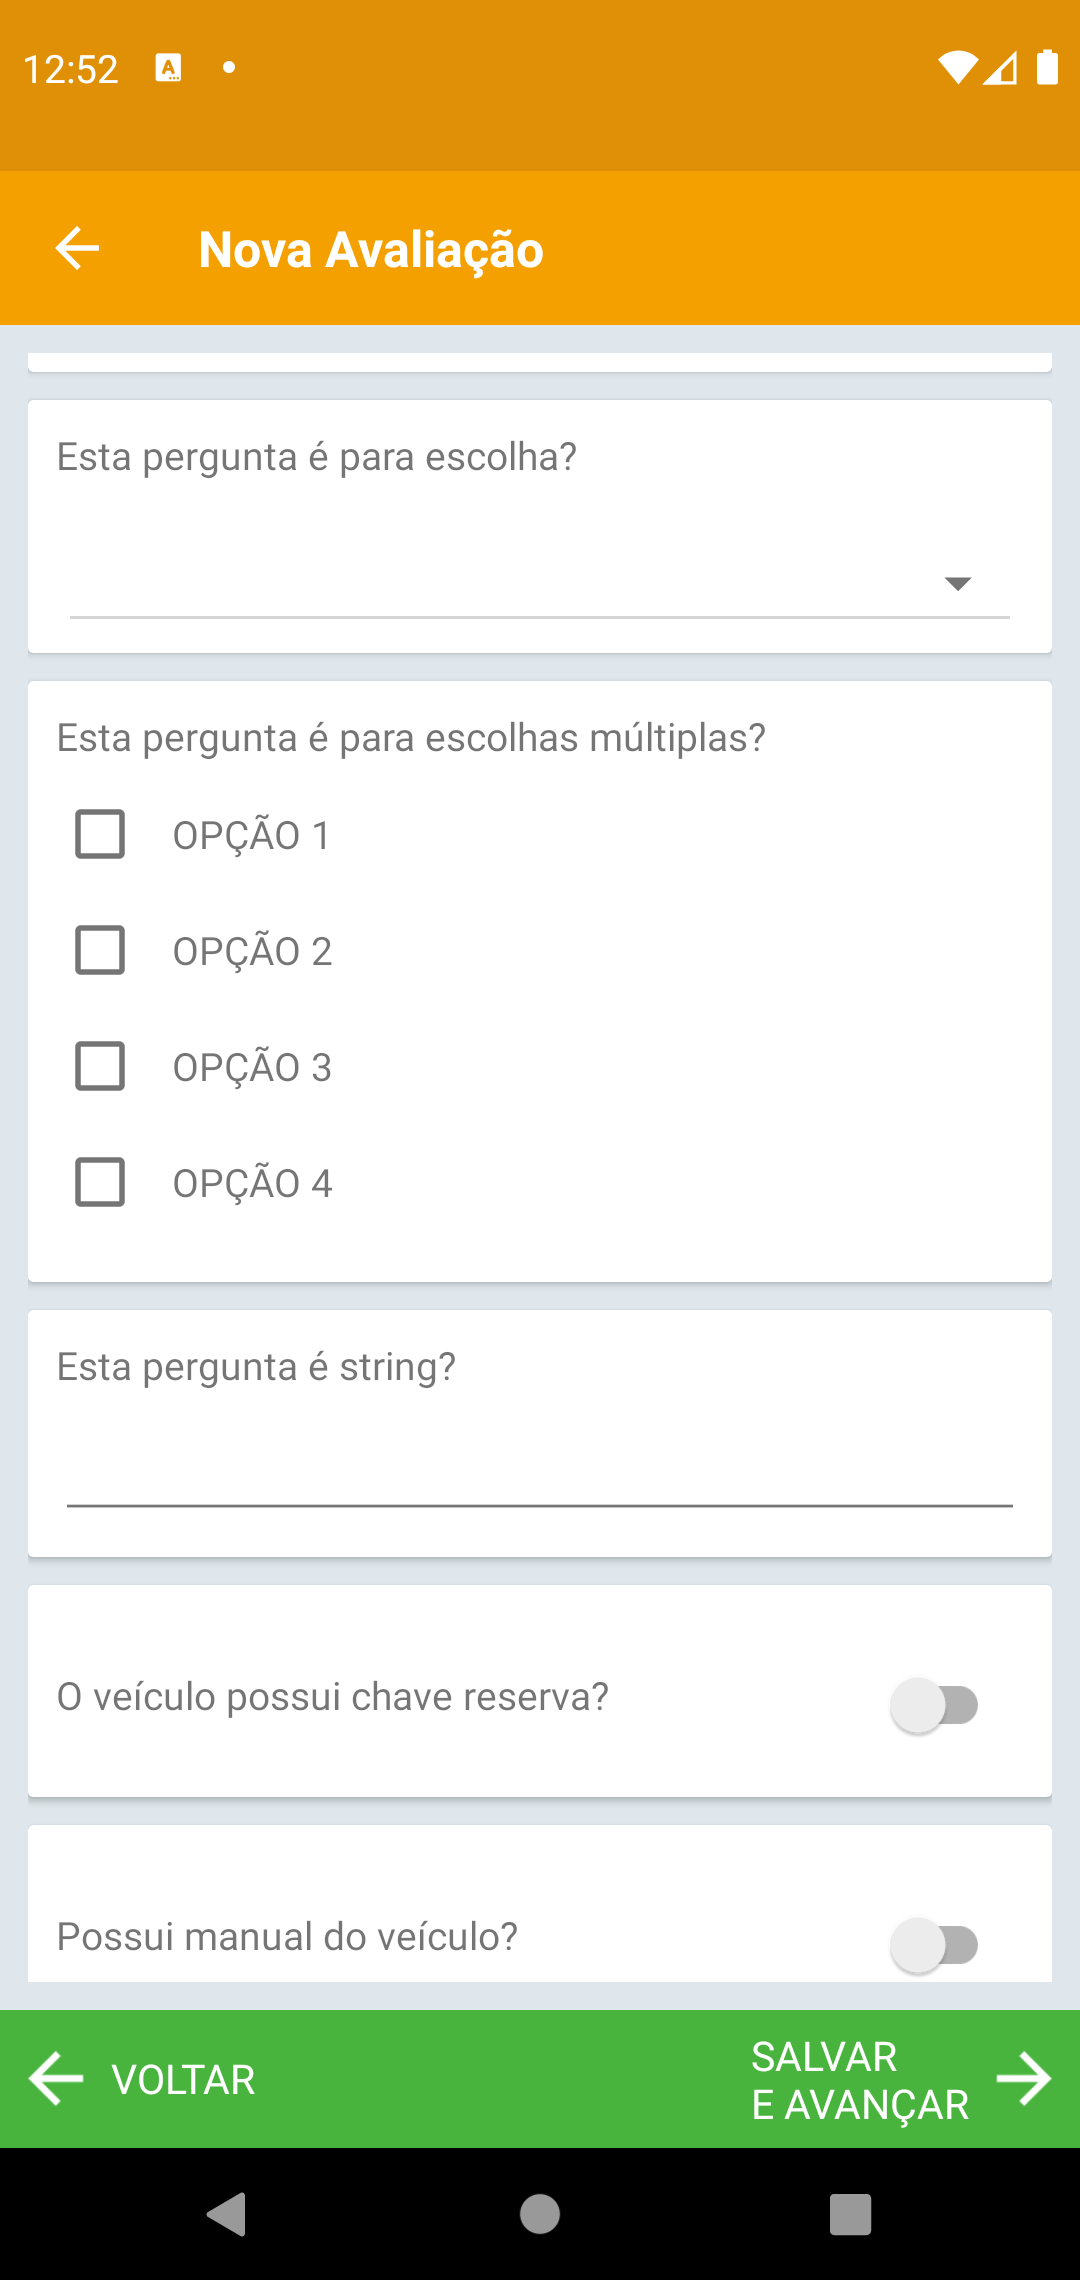 12:52
Nova Avaliação
Esta pergunta é para escolha?
Esta pergunta é para escolhas múltiplas?
OPÇÃO 1
OPÇÃO 2
OPÇÃO 3
OPÇÃO 4
Esta pergunta é string?
O veículo possui chave reserva?
Possui manual do veículo?
VOLTAR
SALVAR
E AVANÇAR